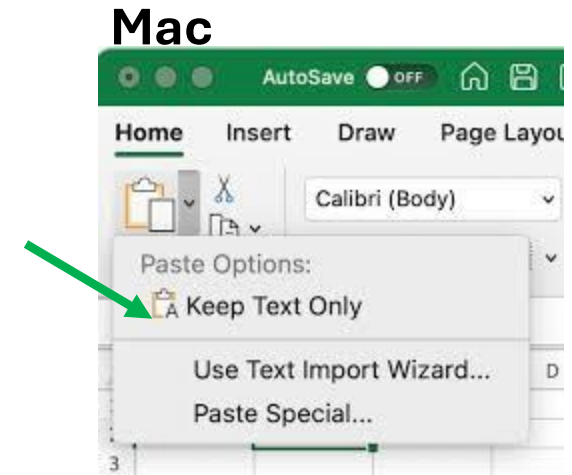 Mac
AutoSave OFF
Home Insert Draw Page Layou
Calibri (Body)
Paste Options:
A Keep Text Only
Use Text Import Wizard...
D
Paste Special...
3